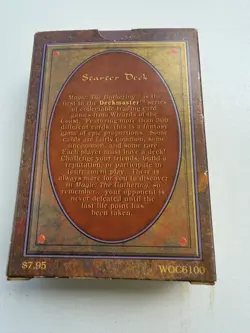 Starter Deck
Magic: The Gathering is the
first in the Deckmaster series
of collectable trading card
games from Wizards of the
Coast. Featuring more than 300
different cards, this is a fantasy
game of epic proportions. Some
cards are fairly common, some
uncommon, and some rare.
Each player must have a deck!
Challenge your friends, build a
reputation, or participate in
tournament play. There is
always more for you to discover
in Magic: The Gathering, so
remember... your opponent is
never defeated until the
last life point has
been taken.
$7.95
WOC6100